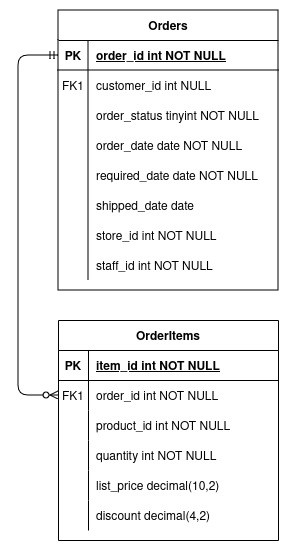 Orders
PK order_id int NOT NULL
FK1 customer_id int NULL
order_status tinyint NOT NULL
order_date date NOT NULL
required_date date NOT NULL
shipped_date date
store_id int NOT NULL
staff_id int NOT NULL
OrderItems
PK item_id int NOT NULL
FK1 order_id int NOT NULL
product_id int NOT NULL
quantity int NOT NULL
list_price decimal(10,2)
discount decimal(4,2)